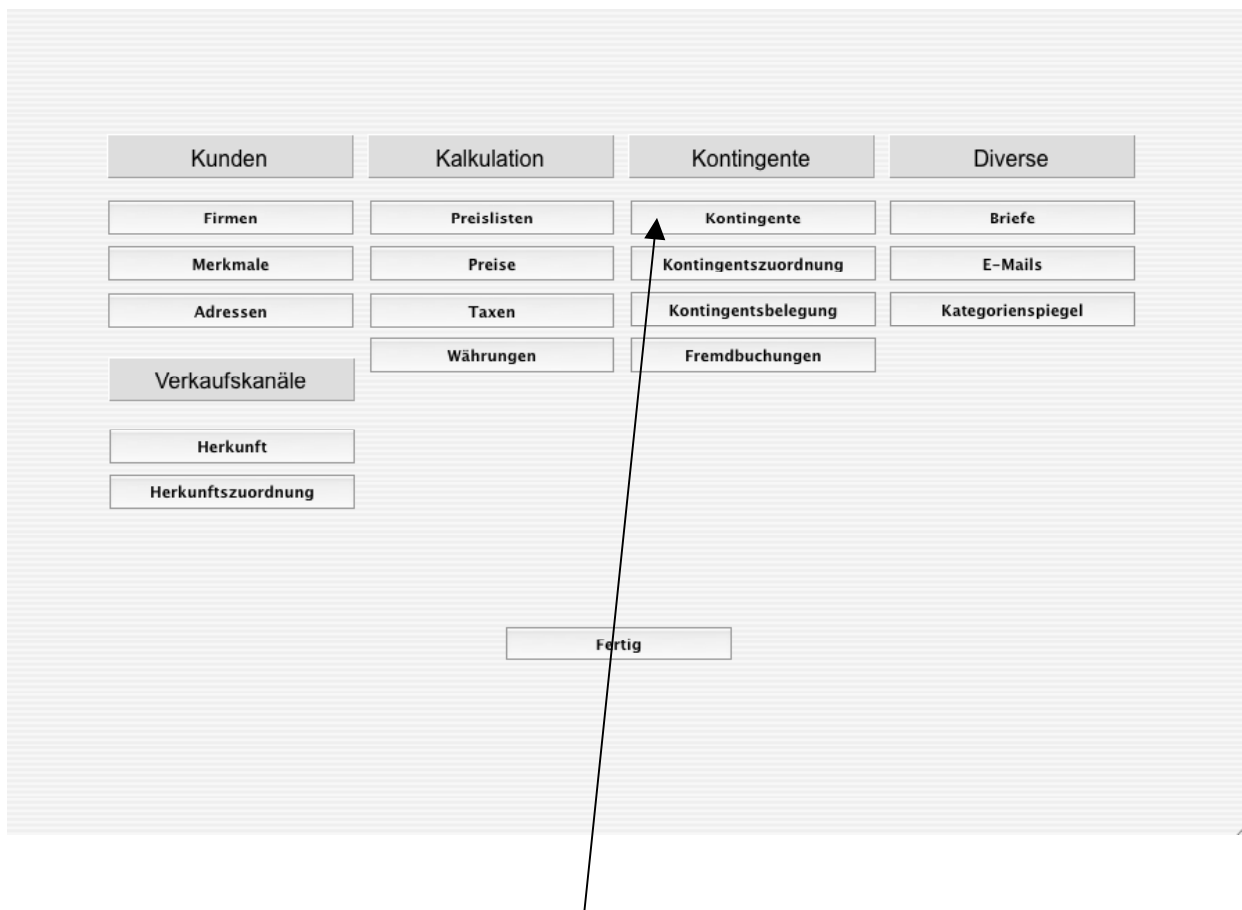 Kunden
Kalkulation
Kontingente
Diverse
Firmen
Preislisten
Kontingente
Briefe
Merkmale
Preise
Kontingentszuordnung
E-Mails
Adressen
Taxen
Kontingentsbelegung
Kategorienspiegel
Währungen
Fremdbuchungen
Verkaufskanäle
Herkunft
Herkunftszuordnung
Fertig